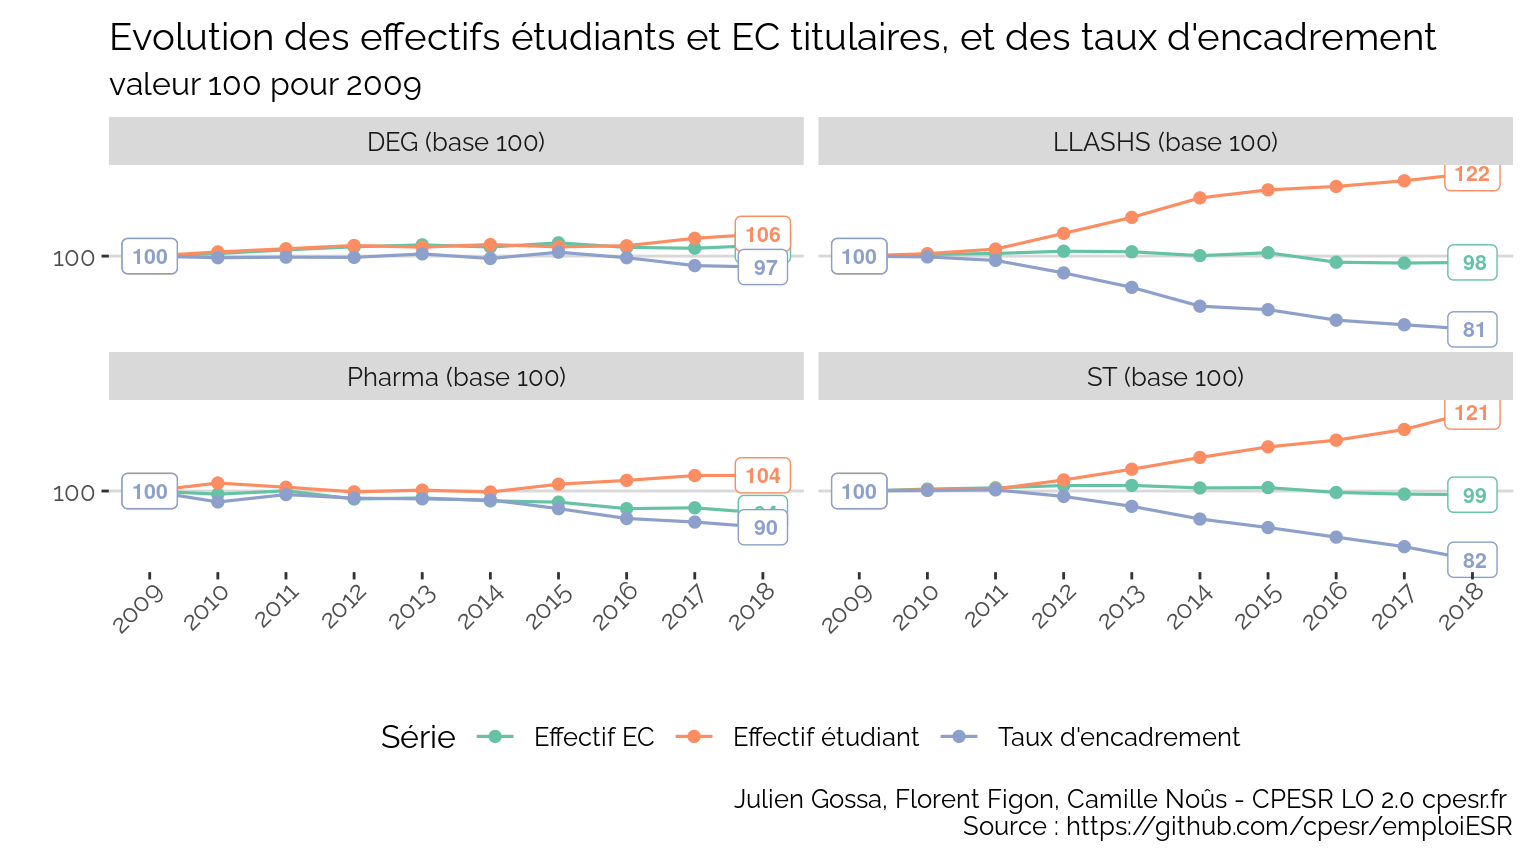 Evolution des effectifs étudiants et EC titulaires, et des taux d'encadrement
valeur 100 pour 2009
DEG (base 100)
LLASHS (base 100)
100
100
106
97
100
122
98
81
Pharma (base 100)
ST (base 100)
100
100
104
90
100
121
99
82
2009 2010 2011 2012 2013 2014 2015 2016 2017 2018
2009 2010 2011 2012 2013 2014 2015 2016 2017 2018
Série Effectif EC Effectif étudiant Taux d'encadrement
Julien Gossa, Florent Figon, Camille Noûs - CPESR LO 2.0 cpesr.fr
Source : https://github.com/cpesr/emploiESR